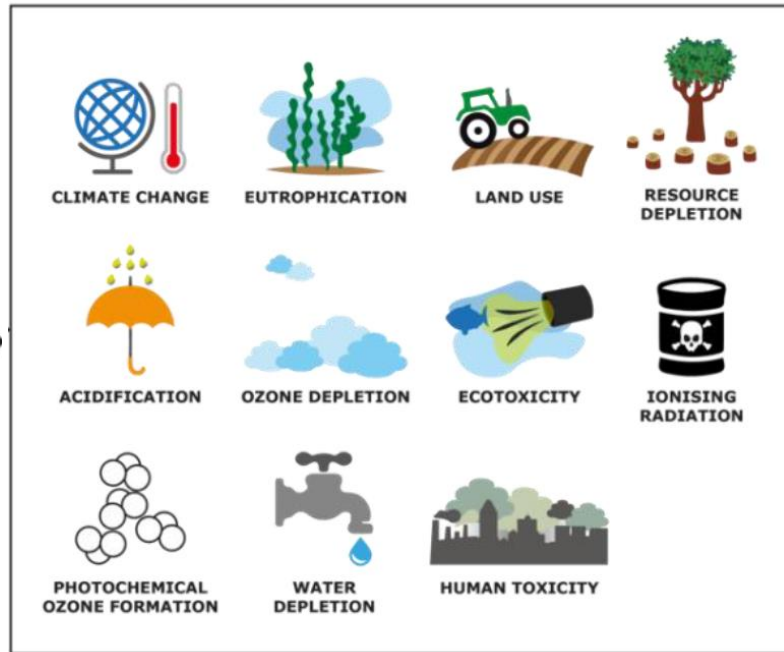 CLIMATE CHANGE
EUTROPHICATION
LAND USE
RESOURCE
DEPLETION
ACIDIFICATION
OZONE DEPLETION
ECOTOXICITY
IONISING
RADIATION
PHOTOCHEMICAL
OZONE FORMATION
WATER
DEPLETION
HUMAN TOXICITY